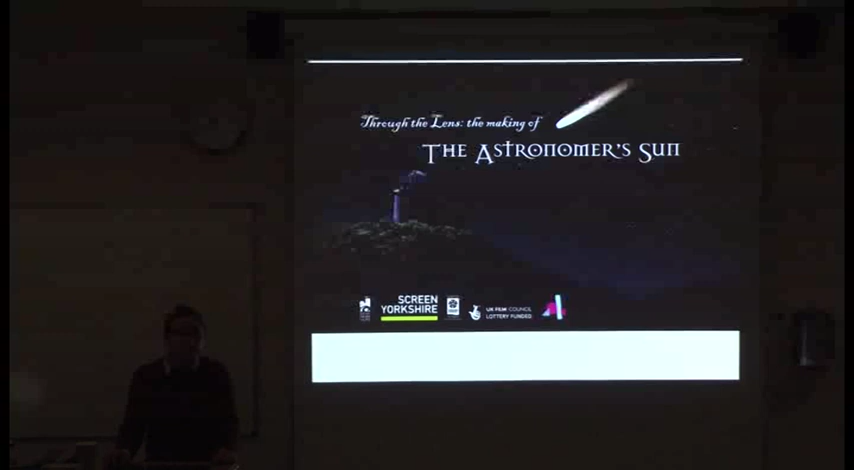 Through the Lens: the making of
THE ASTRONOMER'S SUN
SCREEN
YORKSHIRE
UK FILM COUNCIL
LOTTERY FUNDED